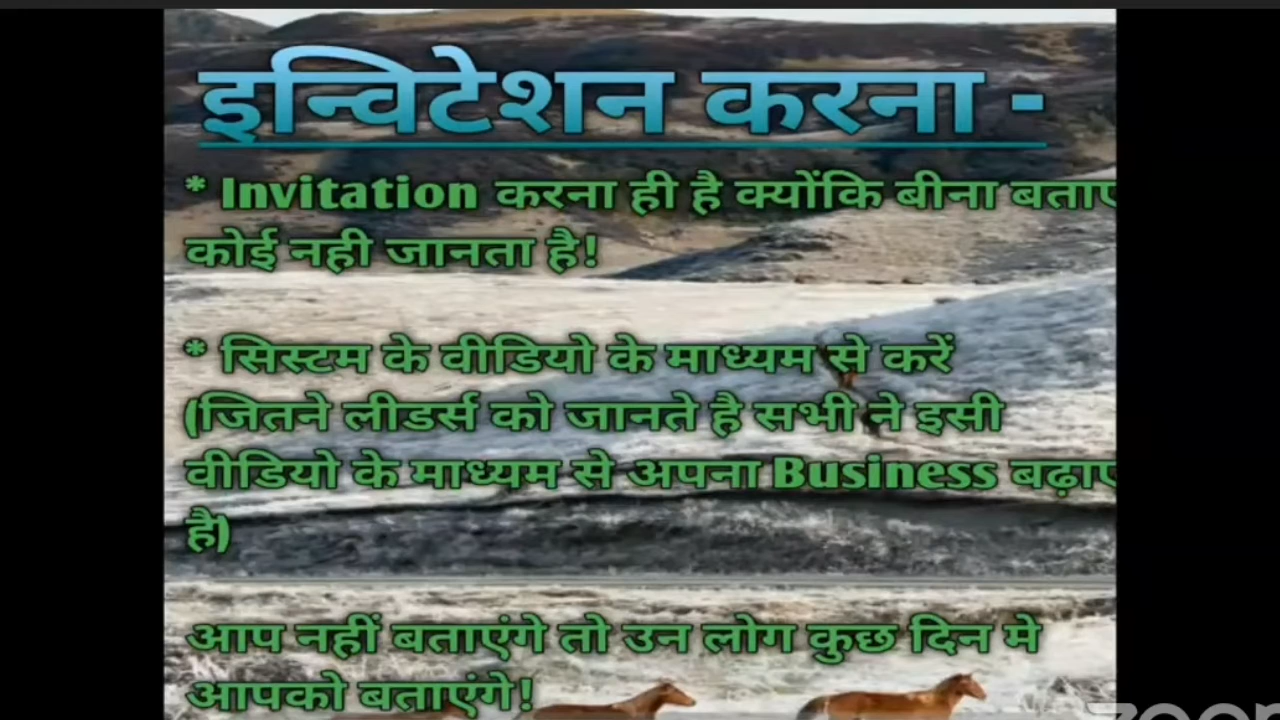 इन्विटेशन करना -
* Invitation करना ही है क्योंकि बीना बताए
कोई नही जानता है!
* सिस्टम के वीडियो के माध्यम से करें
(जितने लीडर्स को जानते है सभी ने इसी
वीडियो के माध्यम से अपना Business बढ़ाए
है)
आप नहीं बताएंगे तो उन लोग कुछ दिन मे
आपको बताएंगे!
zoom